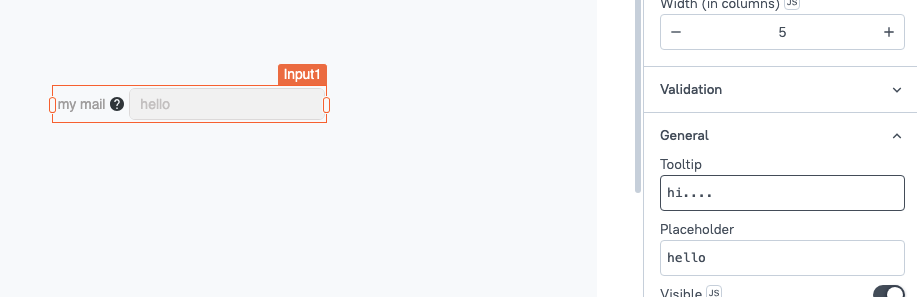 Width (in columns) JS
5
Input1
my mail ? hello
Validation
General
Tooltip
hi....
Placeholder
hello
Visible JS